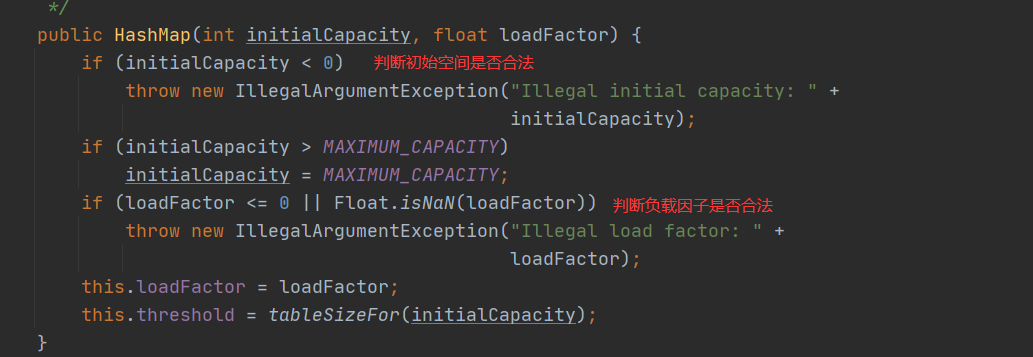 */
public HashMap(int initialCapacity, float loadFactor) {
if (initialCapacity < 0) 判断初始空间是否合法
throw new IllegalArgumentException("Illegal initial capacity: " +
initialCapacity);
if (initialCapacity > MAXIMUM_CAPACITY)
initialCapacity = MAXIMUM_CAPACITY;
if (loadFactor <= 0 || Float.isNaN(loadFactor)) 判断负载因子是否合法
throw new IllegalArgumentException("Illegal load factor: " +
loadFactor);
this.loadFactor = loadFactor;
this.threshold = tableSizeFor(initialCapacity);
}